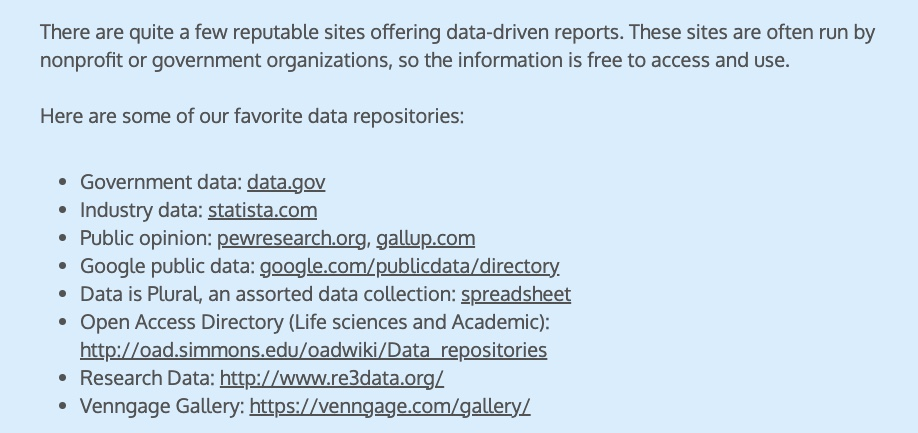 There are quite a few reputable sites offering data-driven reports. These sites are often run by
nonprofit or government organizations, so the information is free to access and use.
Here are some of our favorite data repositories:
• Government data: data.gov
• Industry data: statista.com
• Public opinion: pewresearch.org, gallup.com
• Google public data: google.com/publicdata/directory
• Data is Plural, an assorted data collection: spreadsheet
• Open Access Directory (Life sciences and Academic):
http://oad.simmons.edu/oadwiki/Data_repositories
• Research Data: http://www.re3data.org/
• Venngage Gallery: https://venngage.com/gallery/